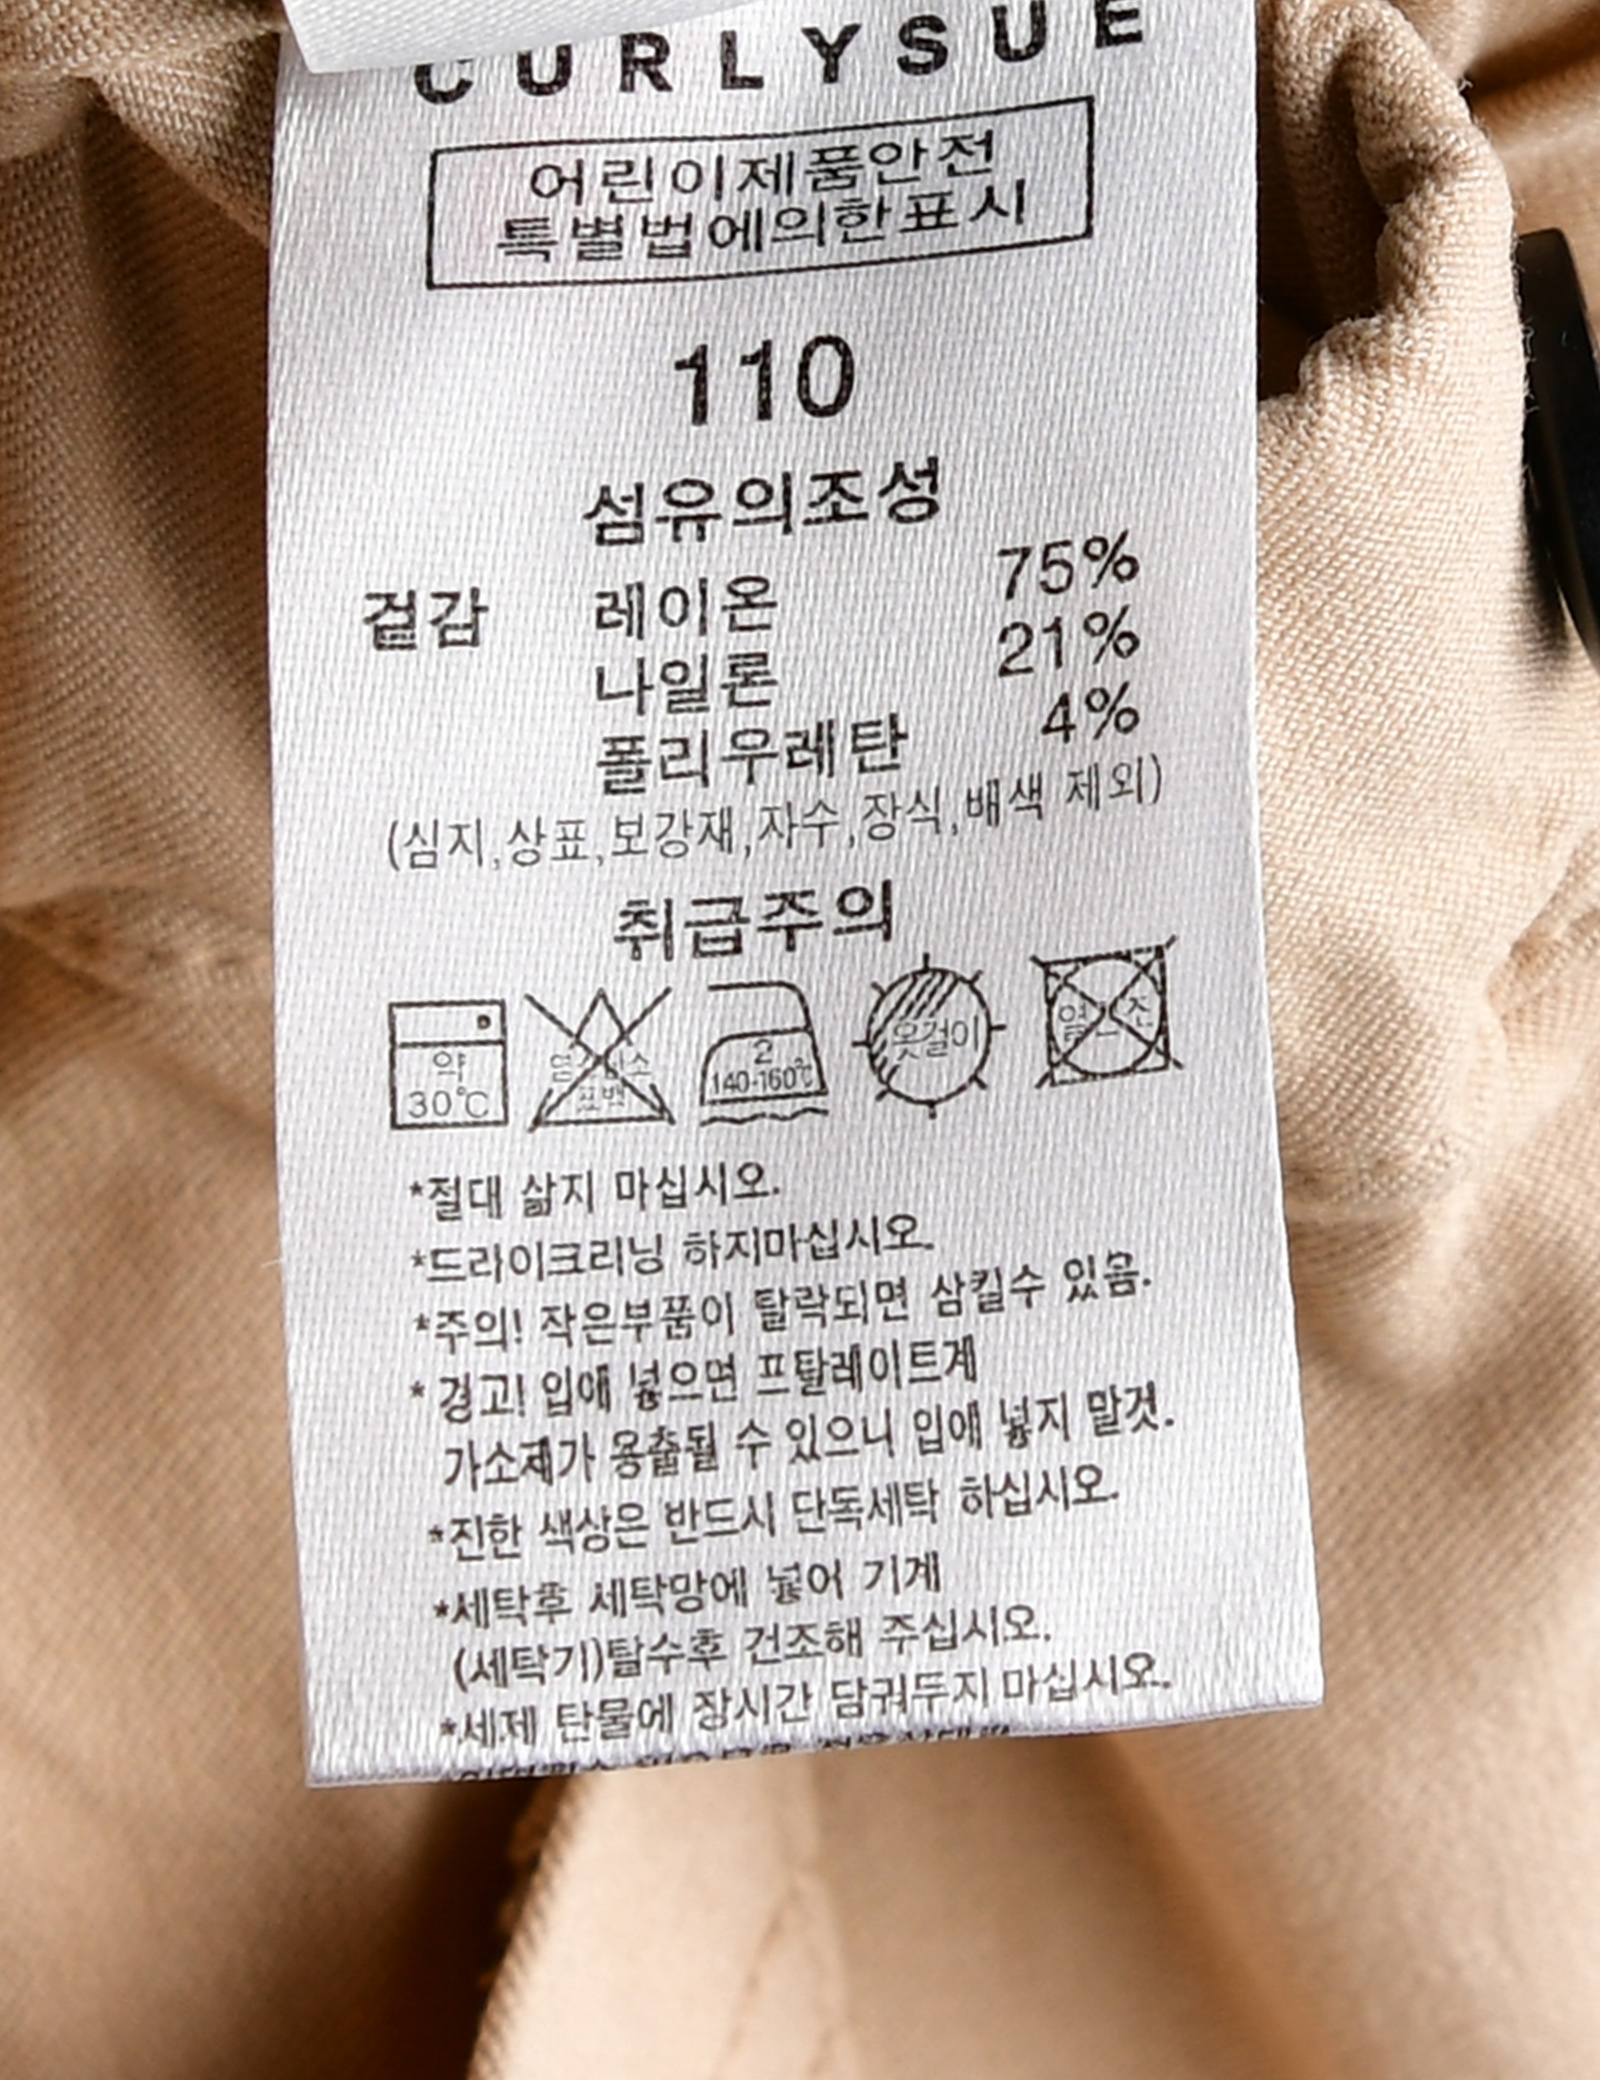 CURLYSUE
어린이제품안전
특별법에의한표시
110
섬유의조성
겉감 레이온 75%
나일론 21%
폴리우레탄 4%
(심지,상표,보강재,자수,장식,배색 제외)
취급주의
약
30℃
염소
표백
2
140-160℃
옷걸이
열 조
*절대 삶지 마십시오.
*드라이크리닝 하지마십시오.
*주의! 작은부품이 탈락되면 삼킬수 있음.
* 경고! 입에 넣으면 프탈레이트계
가소제가 용출될 수 있으니 입에 넣지 말것.
*진한 색상은 반드시 단독세탁 하십시오.
*세탁후 세탁망에 넣어 기계
(세탁기)탈수후 건조해 주십시오.
*세제 탄물에 장시간 담궈두지 마십시오.